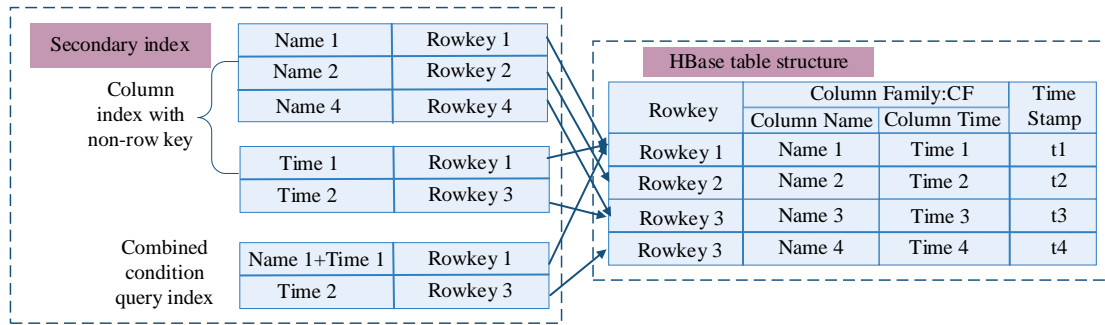 Secondary index
Column
index with
non-row key
Name 1 Rowkey 1
Name 2 Rowkey 2
Name 4 Rowkey 4
Time 1 Rowkey 1
Time 2 Rowkey 3
Combined
condition
query index
Name 1+Time 1 Rowkey 1
Time 2 Rowkey 3
HBase table structure
Rowkey Column Family:CF Time
Stamp
Column Name Column Time
Rowkey 1 Name 1 Time 1 t1
Rowkey 2 Name 2 Time 2 t2
Rowkey 3 Name 3 Time 3 t3
Rowkey 3 Name 4 Time 4 t4